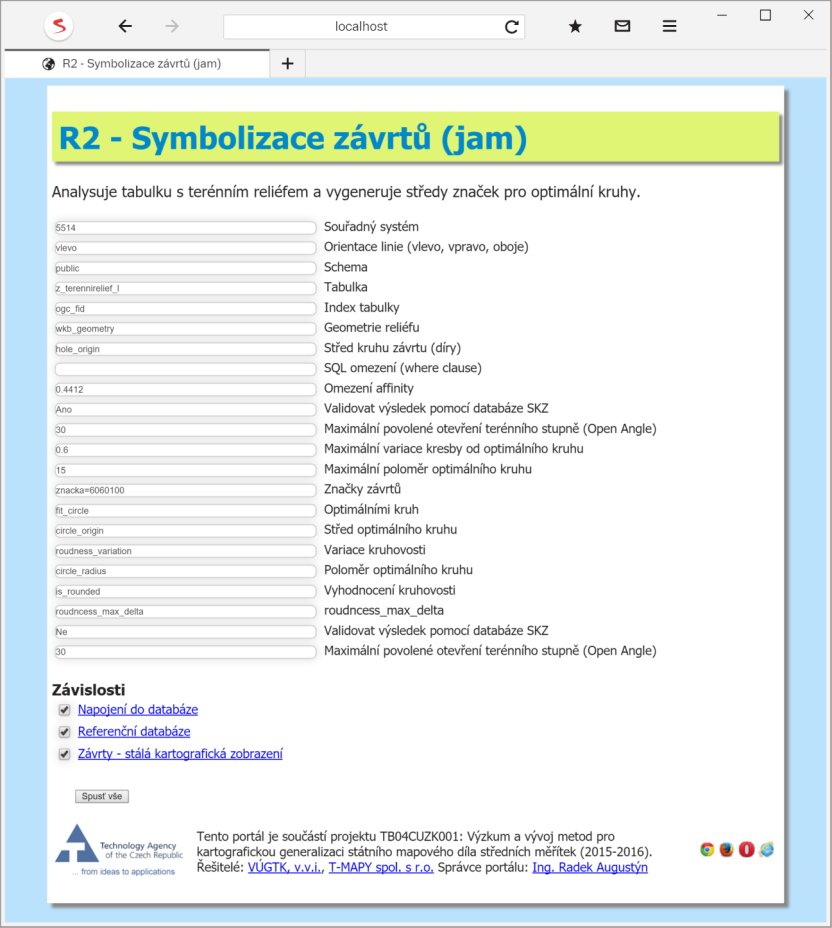 localhost
R2 - Symbolizace závrtů (jam)
R2 - Symbolizace závrtů (jam)
Analysuje tabulku s terénním reliéfem a vygeneruje středy značek pro optimální kruhy.
5514 Souřadný systém
vlevo Orientace linie (vlevo, vpravo, oboje)
public Schema
z_terennirelief_l Tabulka
ogc_fid Index tabulky
wkb_geometry Geometrie reliéfu
hole_origin Střed kruhu závrtu (díry)
SQL omezení (where clause)
0.4412 Omezení affinity
Ano Validovat výsledek pomocí databáze SKZ
30 Maximální povolené otevření terénního stupně (Open Angle)
0.6 Maximální variace kresby od optimálního kruhu
15 Maximální poloměr optimálního kruhu
znacka=6060100 Značky závrtů
fit_circle Optimálními kruh
circle_origin Střed optimálního kruhu
roudness_variation Variace kruhovosti
circle_radius Poloměr optimálního kruhu
is_rounded Vyhodnocení kruhovosti
roudncess_max_delta roudncess_max_delta
Ne Validovat výsledek pomocí databáze SKZ
30 Maximální povolené otevření terénního stupně (Open Angle)
Závislosti
Napojení do databáze
Referenční databáze
Závrty - stálá kartografická zobrazení
Spusť vše
Technology Agency
of the Czech Republic
... from ideas to applications
Tento portál je součástí projektu TB04CUZK001: Výzkum a vývoj metod pro
kartografickou generalizaci státního mapového díla středních měřítek (2015-2016).
Řešitelé: VÚGTK, v.v.i., T-MAPY spol. s r.o. Správce portálu: Ing. Radek Augustýn